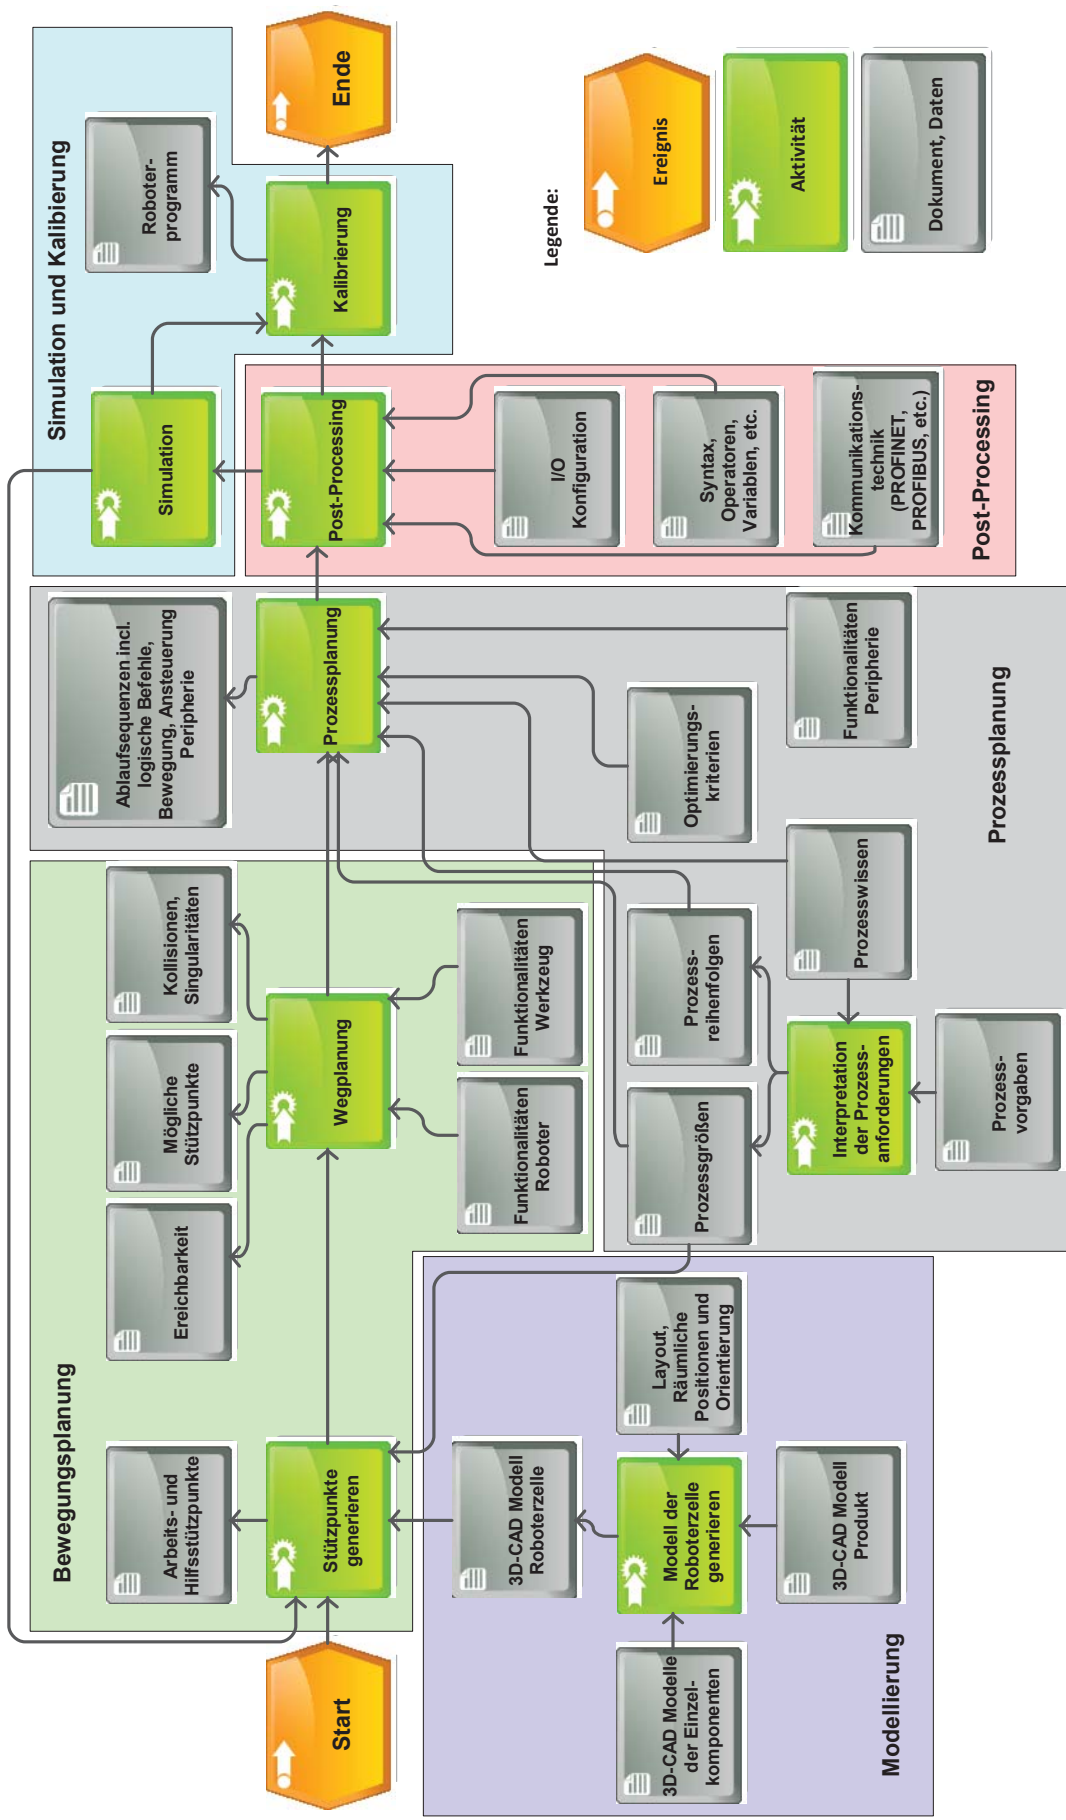 Bewegungsplanung
Arbeits- und
Hilfsstützpunkte
Ereichbarkeit
Mögliche
Stützpunkte
Kollisionen,
Singularitäten
Start
Stützpunkte
generieren
Wegplanung
Funktionalitäten
Roboter
Funktionalitäten
Werkzeug
Ablaufsequenzen incl.
logische Befehle,
Bewegung, Ansteuerung
Peripherie
Prozessplanung
Simulation und Kalibierung
Simulation
Roboter-
programm
Post-Processing
Kalibrierung
Ende
3D-CAD Modell
Roboterzelle
3D-CAD Modelle
der Einzel-
komponenten
Modell der
Roboterzelle
generieren
Layout,
Räumliche
Positionen und
Orientierung
3D-CAD Modell
Produkt
Modellierung
Prozessgrößen
Prozess-
reihenfolgen
Optimierungs-
kriterien
Interpretation
der Prozess-
anforderungen
Prozesswissen
Funktionalitäten
Peripherie
Prozess-
vorgaben
Prozessplanung
I/O
Konfiguration
Syntax,
Operatoren,
Variablen, etc.
Kommunikations-
technik
(PROFINET,
PROFIBUS, etc.)
Post-Processing
Legende:
Ereignis
Aktivität
Dokument, Daten